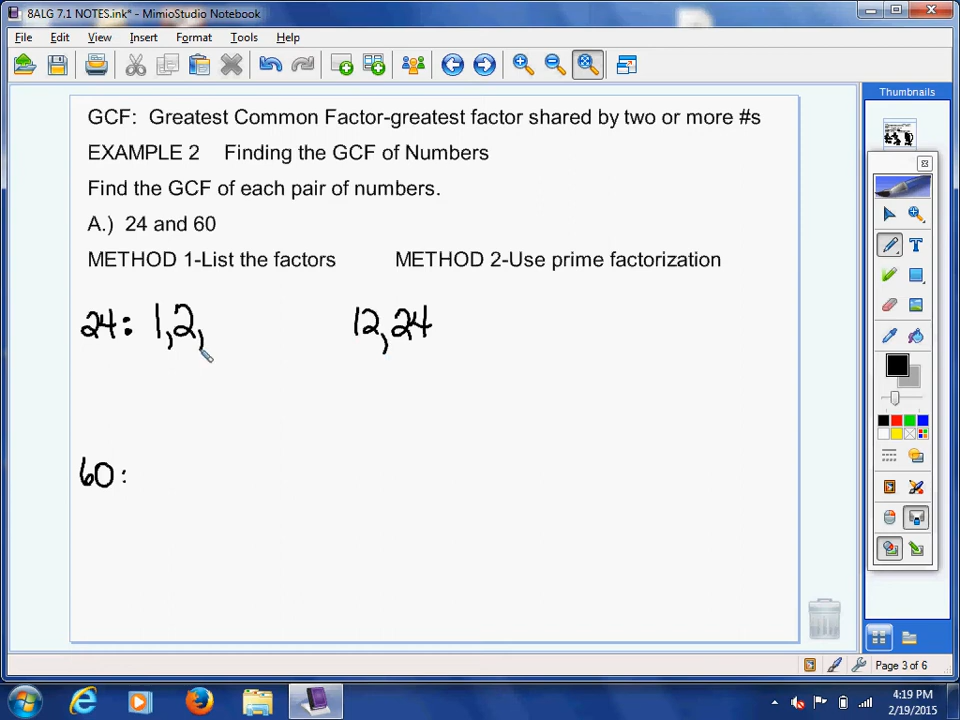 8ALG 7.1 NOTES.ink* - MimioStudio Notebook
File Edit View Insert Format Tools Help
Thumbnails
GCF: Greatest Common Factor-greatest factor shared by two or more #s
EXAMPLE 2 Finding the GCF of Numbers
Find the GCF of each pair of numbers.
A.) 24 and 60
METHOD 1-List the factors METHOD 2-Use prime factorization
24: 1,2, 12,24
60:
Page 3 of 6
4:19 PM
2/19/2015